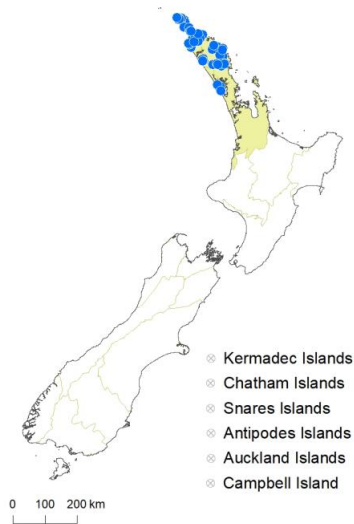 Kermadec Islands
Chatham Islands
Snares Islands
Antipodes Islands
Auckland Islands
Campbell Island
0 100 200 km